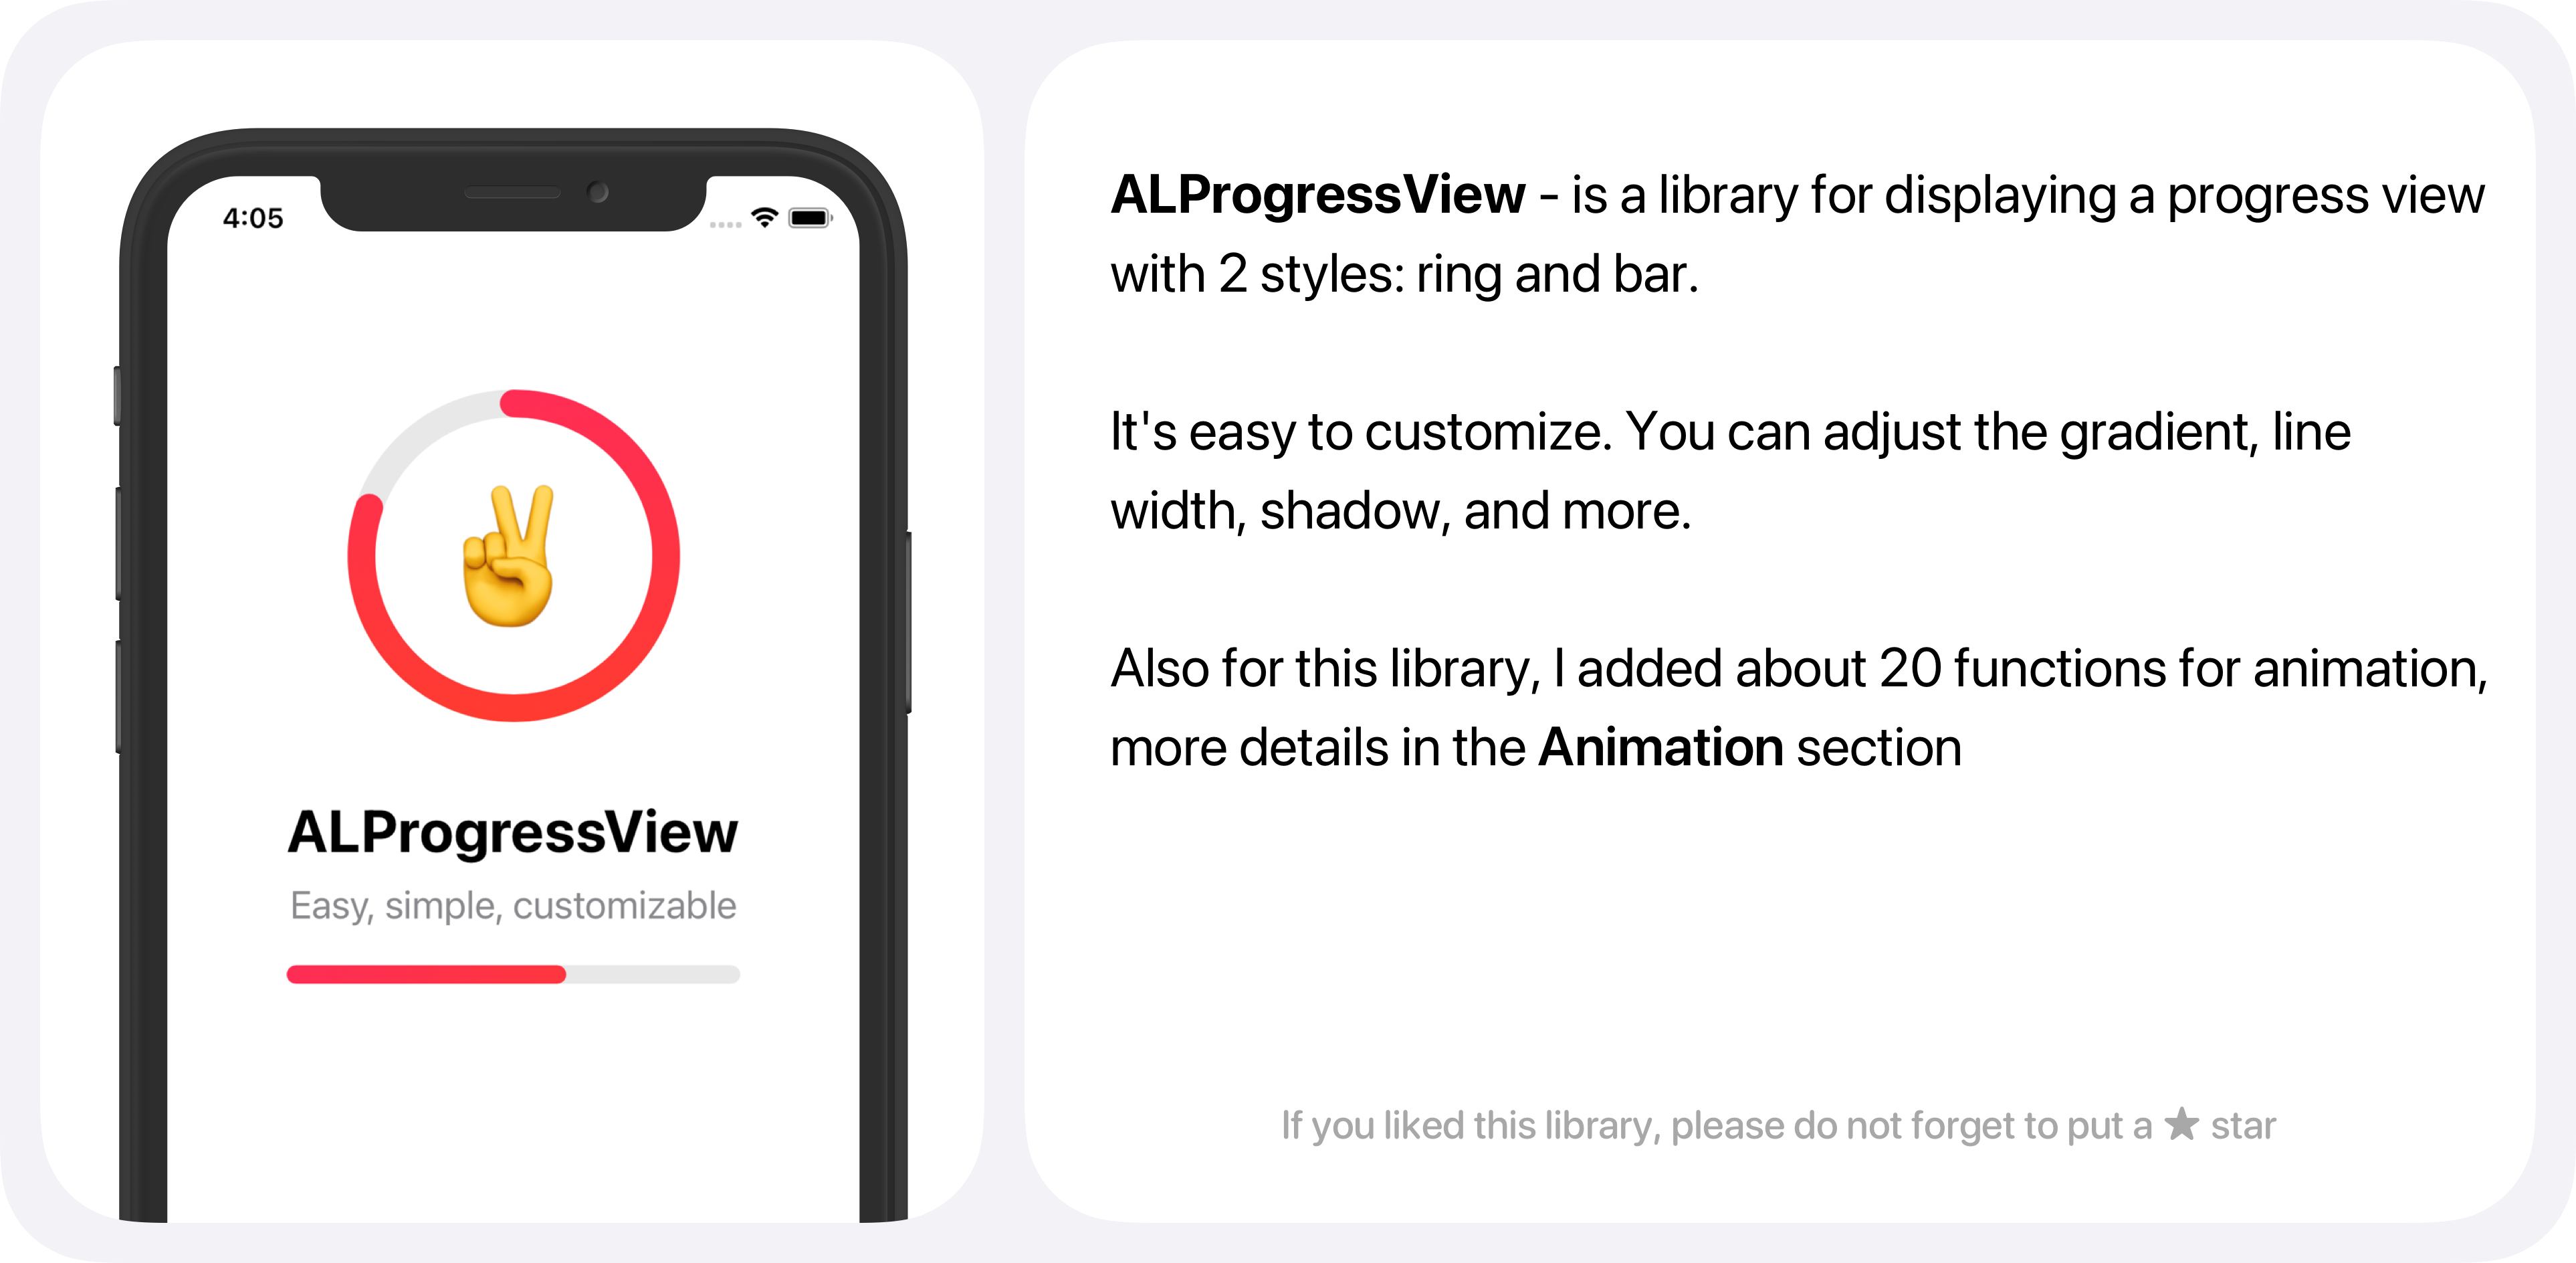 4:05
ALProgressView
Easy, simple, customizable
ALProgressView - is a library for displaying a progress view
with 2 styles: ring and bar.
It's easy to customize. You can adjust the gradient, line
width, shadow, and more.
Also for this library, I added about 20 functions for animation,
more details in the Animation section
If you liked this library, please do not forget to put a ★ star